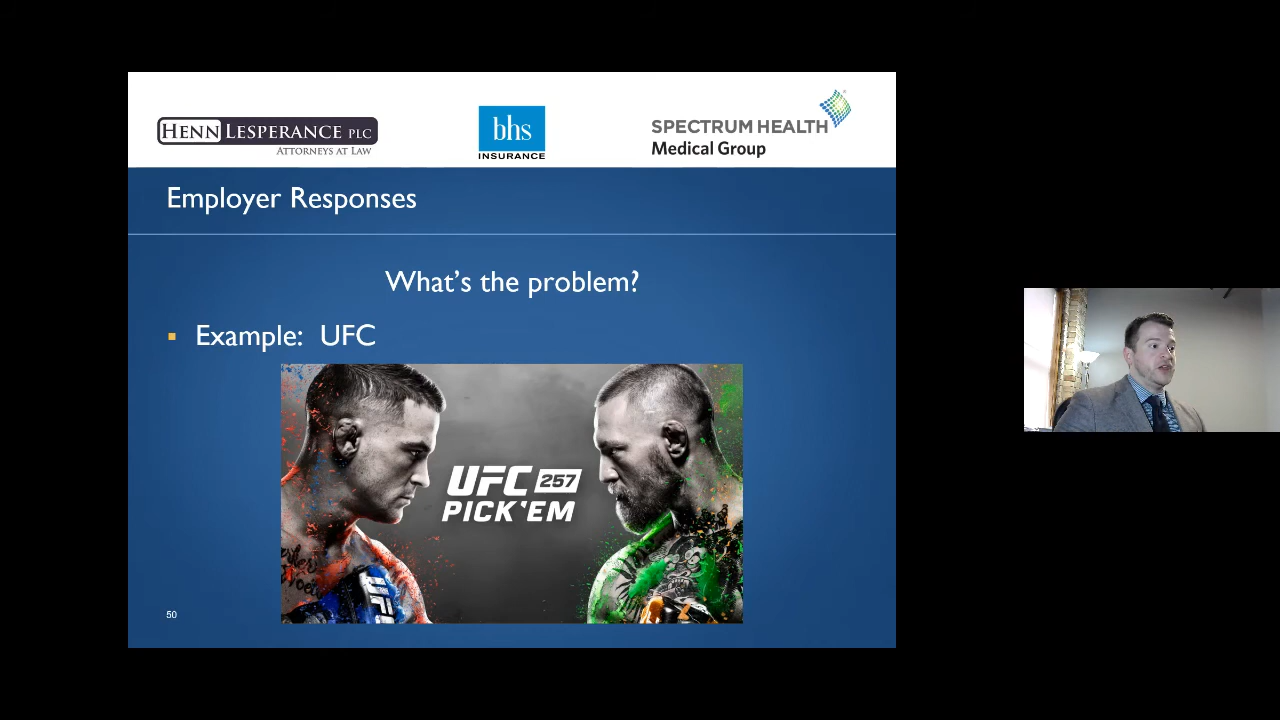 HENN LESPERANCE PLC
ATTORNEYS AT LAW
bhs
INSURANCE
SPECTRUM HEALTH
Medical Group
Employer Responses
What's the problem?
Example: UFC
UFC 257
PICK'EM
UFC
50